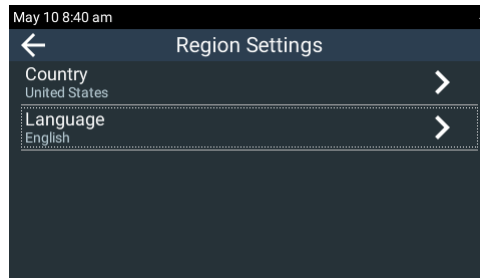 May 10 8:40 am
Region Settings
Country
United States
Language
English